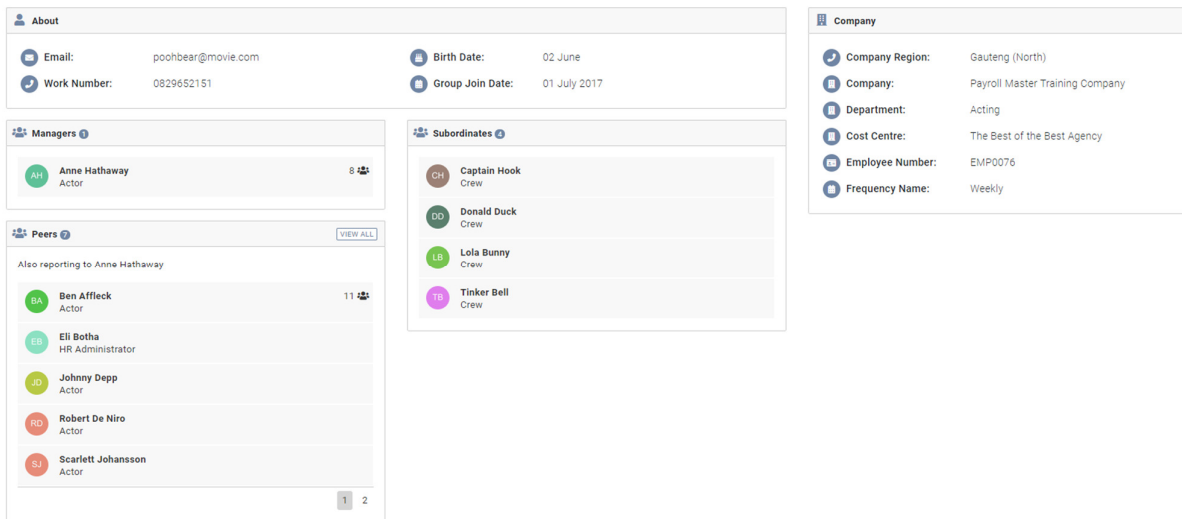 About
Email: poohbear@movie.com
Birth Date: 02 June
Work Number: 0829652151
Group Join Date: 01 July 2017
Managers 1
AH
Anne Hathaway
8
Actor
Peers 7
VIEW ALL
Also reporting to Anne Hathaway
BA
Ben Affleck
11
Actor
EB
Eli Botha
HR Administrator
JD
Johnny Depp
Actor
RD
Robert De Niro
Actor
SJ
Scarlett Johansson
Actor
1 2
Subordinates 4
CH
Captain Hook
Crew
DD
Donald Duck
Crew
LB
Lola Bunny
Crew
TB
Tinker Bell
Crew
Company
Company Region: Gauteng (North)
Company: Payroll Master Training Company
Department: Acting
Cost Centre: The Best of the Best Agency
Employee Number: EMP0076
Frequency Name: Weekly